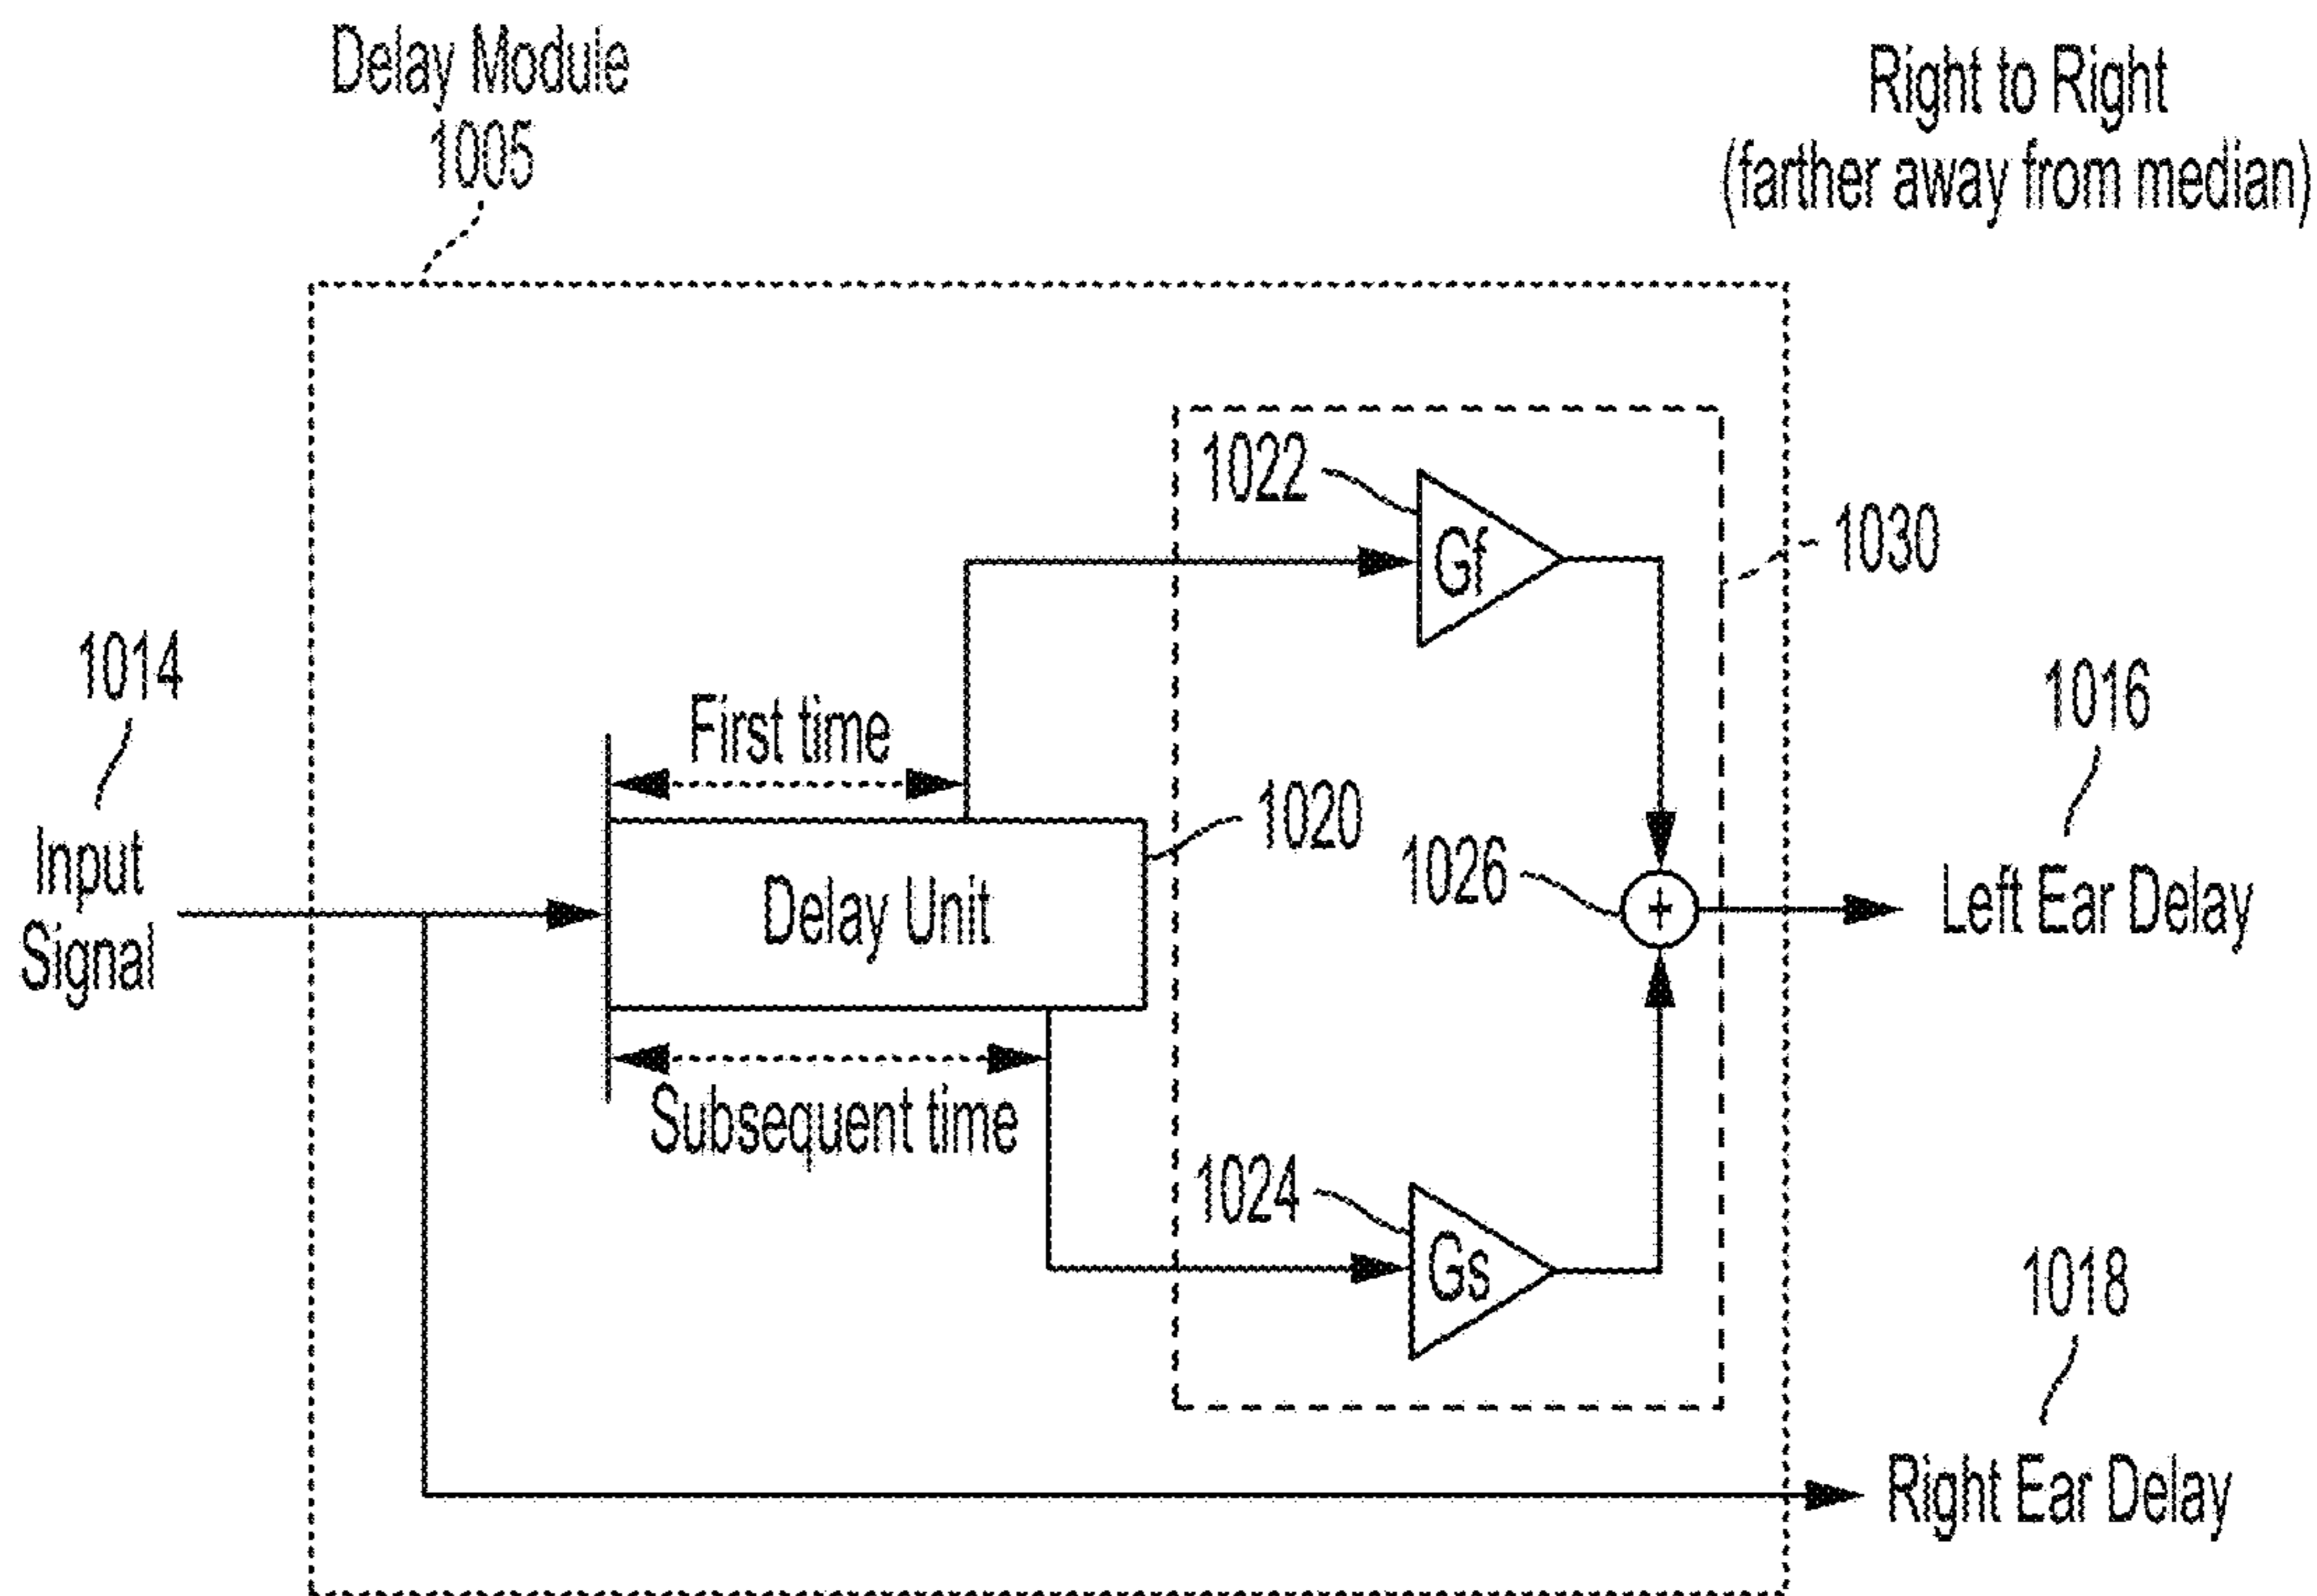 Delay Module
1005
Right to Right
(farther away from median)
1022
Gf
1030
1014
Input
Signal
First time
1020
Delay Unit
1026
+
1016
Left Ear Delay
Subsequent time
1024
Gs
1018
Right Ear Delay